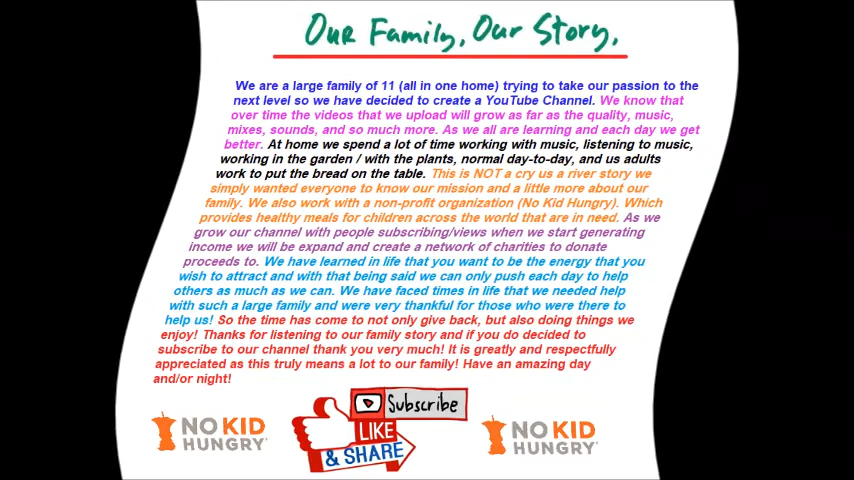 Our Family, Our Story,
We are a large family of 11 (all in one home) trying to take our passion to the
next level so we have decided to create a YouTube Channel. We know that
over time the videos that we upload will grow as far as the quality, music,
mixes, sounds, and so much more. As we all are learning and each day we get
better. At home we spend a lot of time working with music, listening to music,
working in the garden / with the plants, normal day-to-day, and us adults
work to put the bread on the table. This is NOT a cry us a river story we
simply wanted everyone to know our mission and a little more about our
family. We also work with a non-profit organization (No Kid Hungry). Which
provides healthy meals for children across the world that are in need. As we
grow our channel with people subscribing/views when we start generating
income we will be expand and create a network of charities to donate
proceeds to. We have learned in life that you want to be the energy that you
wish to attract and with that being said we can only push each day to help
others as much as we can. We have faced times in life that we needed help
with such a large family and were very thankful for those who were there to
help us! So the time has come to not only give back, but also doing things we
enjoy! Thanks for listening to our family story and if you do decided to
subscribe to our channel thank you very much! It is greatly and respectfully
appreciated as this truly means a lot to our family! Have an amazing day
and/or night!
Subscribe
LIKE
& SHARE
NO KID
HUNGRY
NO KID
HUNGRY